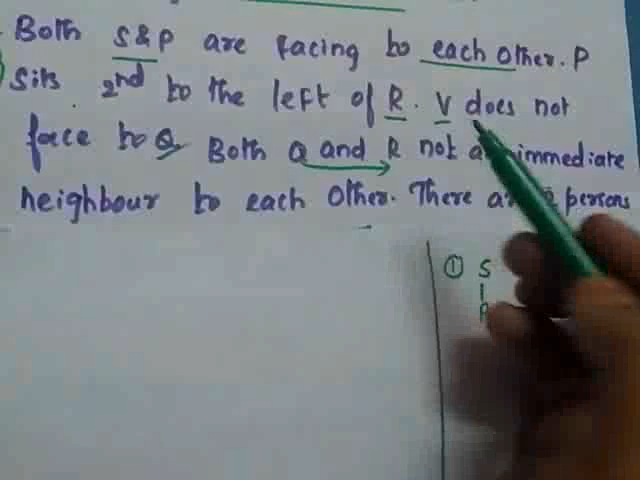 Both S&P are facing to each other. P
Sits 2nd to the left of R. V does not
face to Q. Both Q and R not immediate
neighbour to each other. There persons
① S